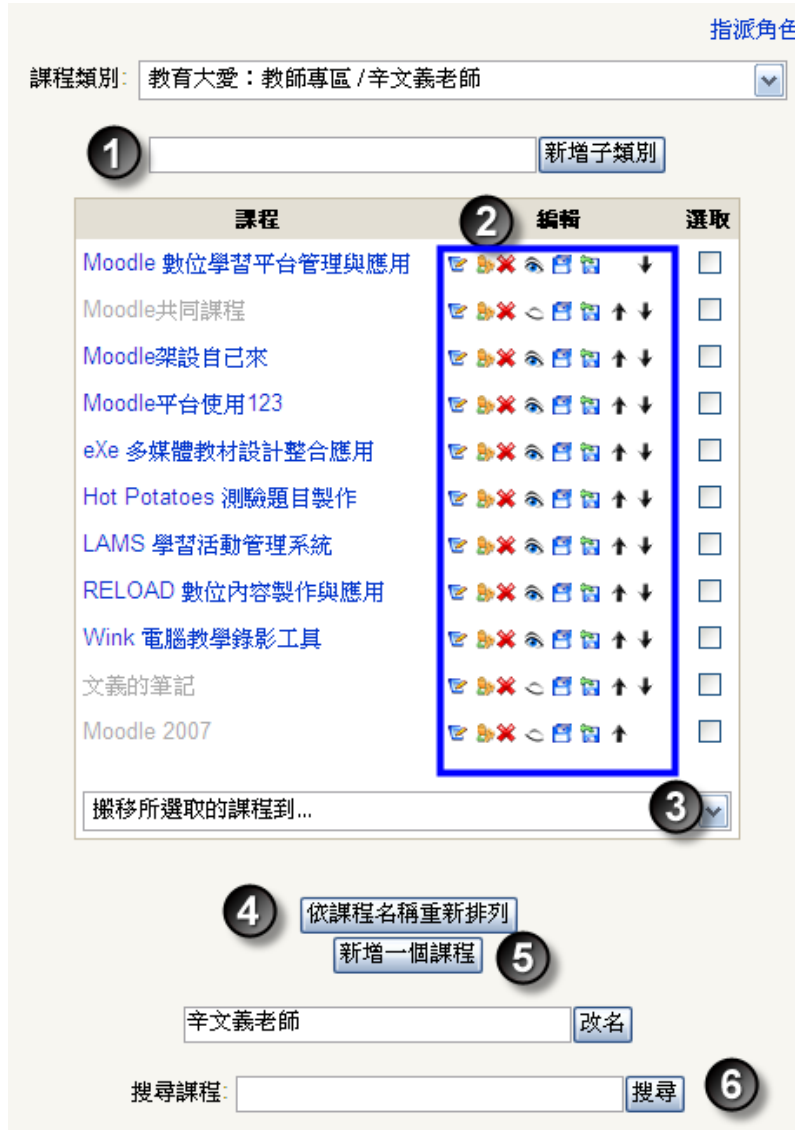 指派角色
課程類別: 教育大愛：教師專區 / 辛文義老師
1 新增子類別
課程 2 編輯 選取
Moodle 數位學習平台管理與應用
Moodle共同課程
Moodle架設自己來
Moodle平台使用123
eXe 多媒體教材設計整合應用
Hot Potatoes 測驗題目製作
LAMS 學習活動管理系統
RELOAD 數位內容製作與應用
Wink 電腦教學錄影工具
文義的筆記
Moodle 2007
搬移所選取的課程到... 3
4 依課程名稱重新排列
新增一個課程 5
辛文義老師 改名
搜尋課程: 搜尋 6